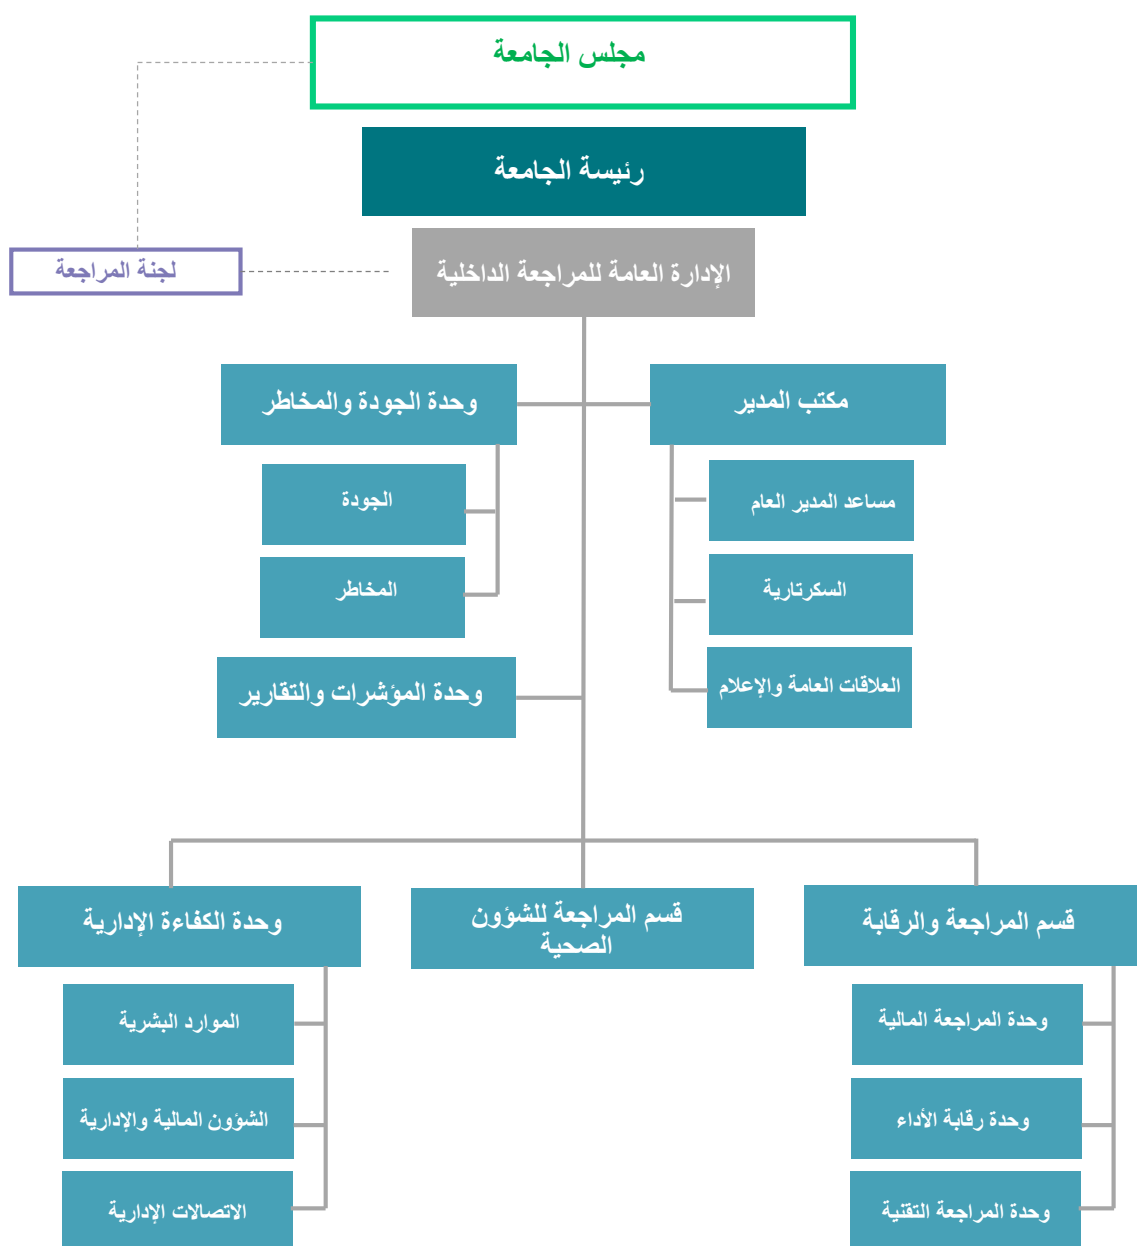 مجلس الجامعة
رئيسة الجامعة
الإدارة العامة للمراجعة الداخلية
لجنة المراجعة
مكتب المدير
وحدة الجودة والمخاطر
مساعد المدير العام
الجودة
السكرتارية
المخاطر
العلاقات العامة والإعلام
وحدة المؤشرات والتقارير
قسم المراجعة والرقابة
قسم المراجعة للشؤون
الصحية
وحدة الكفاءة الإدارية
وحدة المراجعة المالية
الموارد البشرية
وحدة رقابة الأداء
الشؤون المالية والإدارية
وحدة المراجعة التقنية
الاتصالات الإدارية